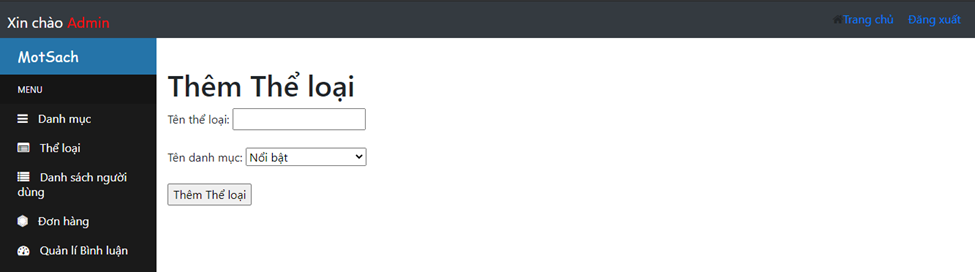 Xin chào Admin
Trang chủ Đăng xuất
MotSach
MENU
Danh mục
Thể loại
Danh sách người
dùng
Đơn hàng
Quản lí Bình luận
Thêm Thể loại
Tên thể loại:
Tên danh mục: Nổi bật
Thêm Thể loại